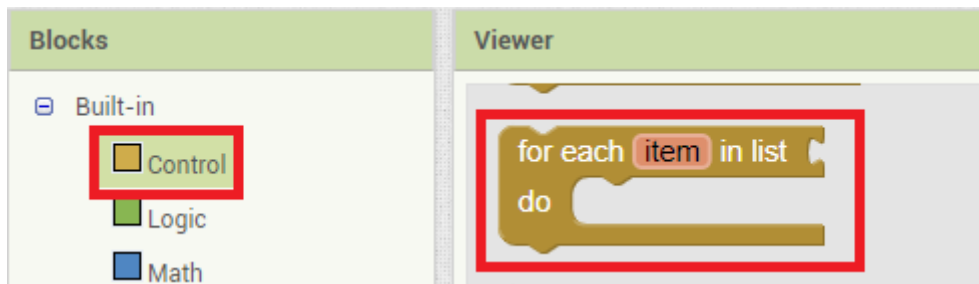 Blocks
Viewer
Built-in
Control
Logic
Math
for each item in list
do